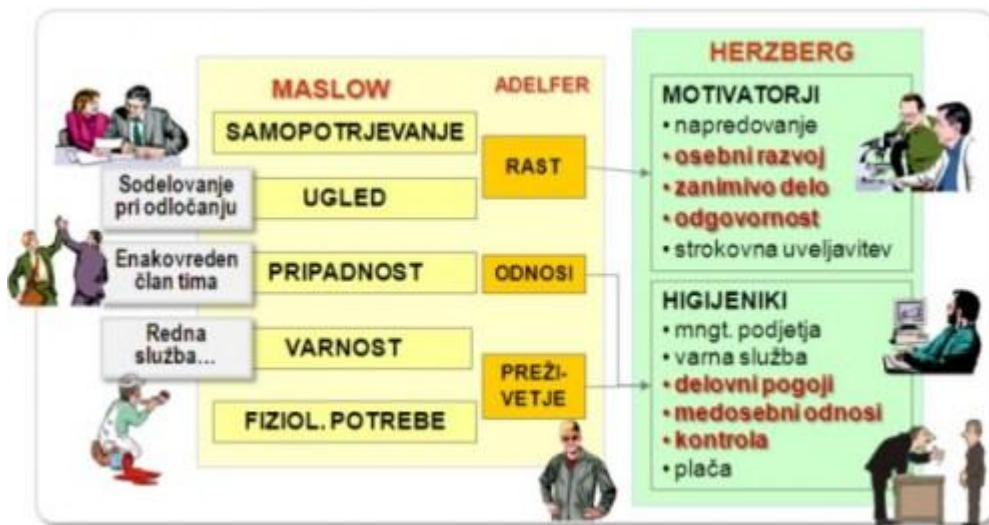 MASLOW
SAMOPOTRJEVANJE
UGLED
PRIPADNOST
VARNOST
FIZIOL. POTREBE
Sodelovanje
pri odločanju
Enakovreden
član tima
Redna
služba...
ADELFER
RAST
ODNOSI
PREŽI-
VETJE
HERZBERG
MOTIVATORJI
• napredovanje
• osebni razvoj
• zanimivo delo
• odgovornost
• strokovna uveljavitev
HIGIJENIKI
• mngt. podjetja
• varna služba
• delovni pogoji
• medosebni odnosi
• kontrola
• plača